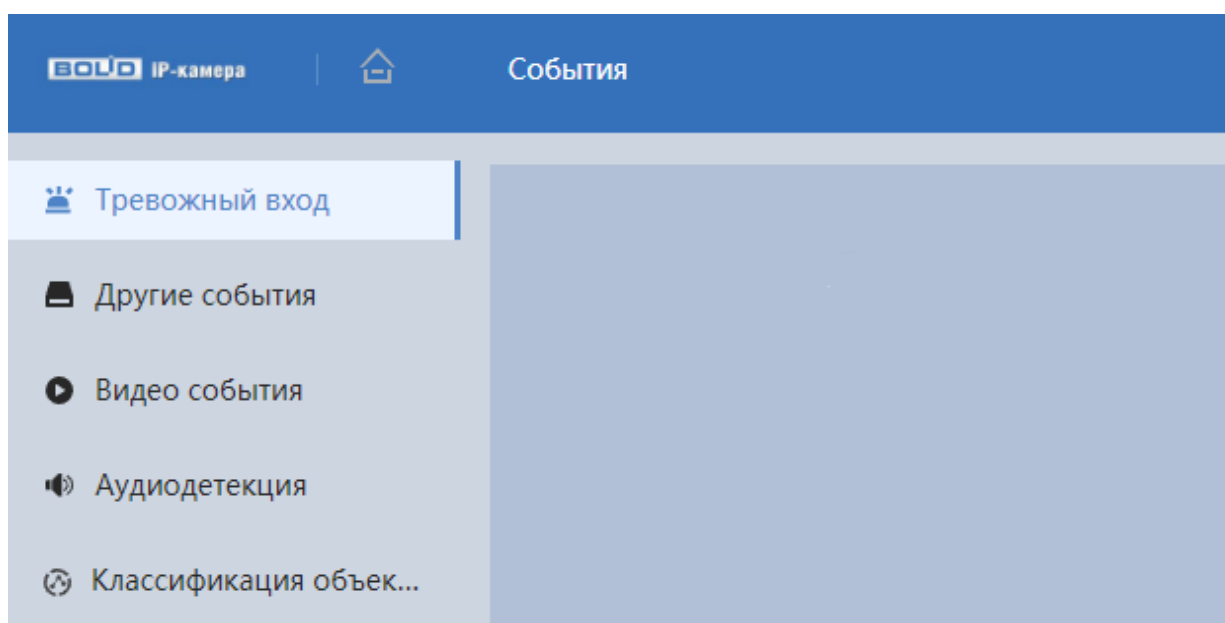 BOLID IP-камера
События
Тревожный вход
Другие события
Видео события
Аудиодетекция
Классификация объек...